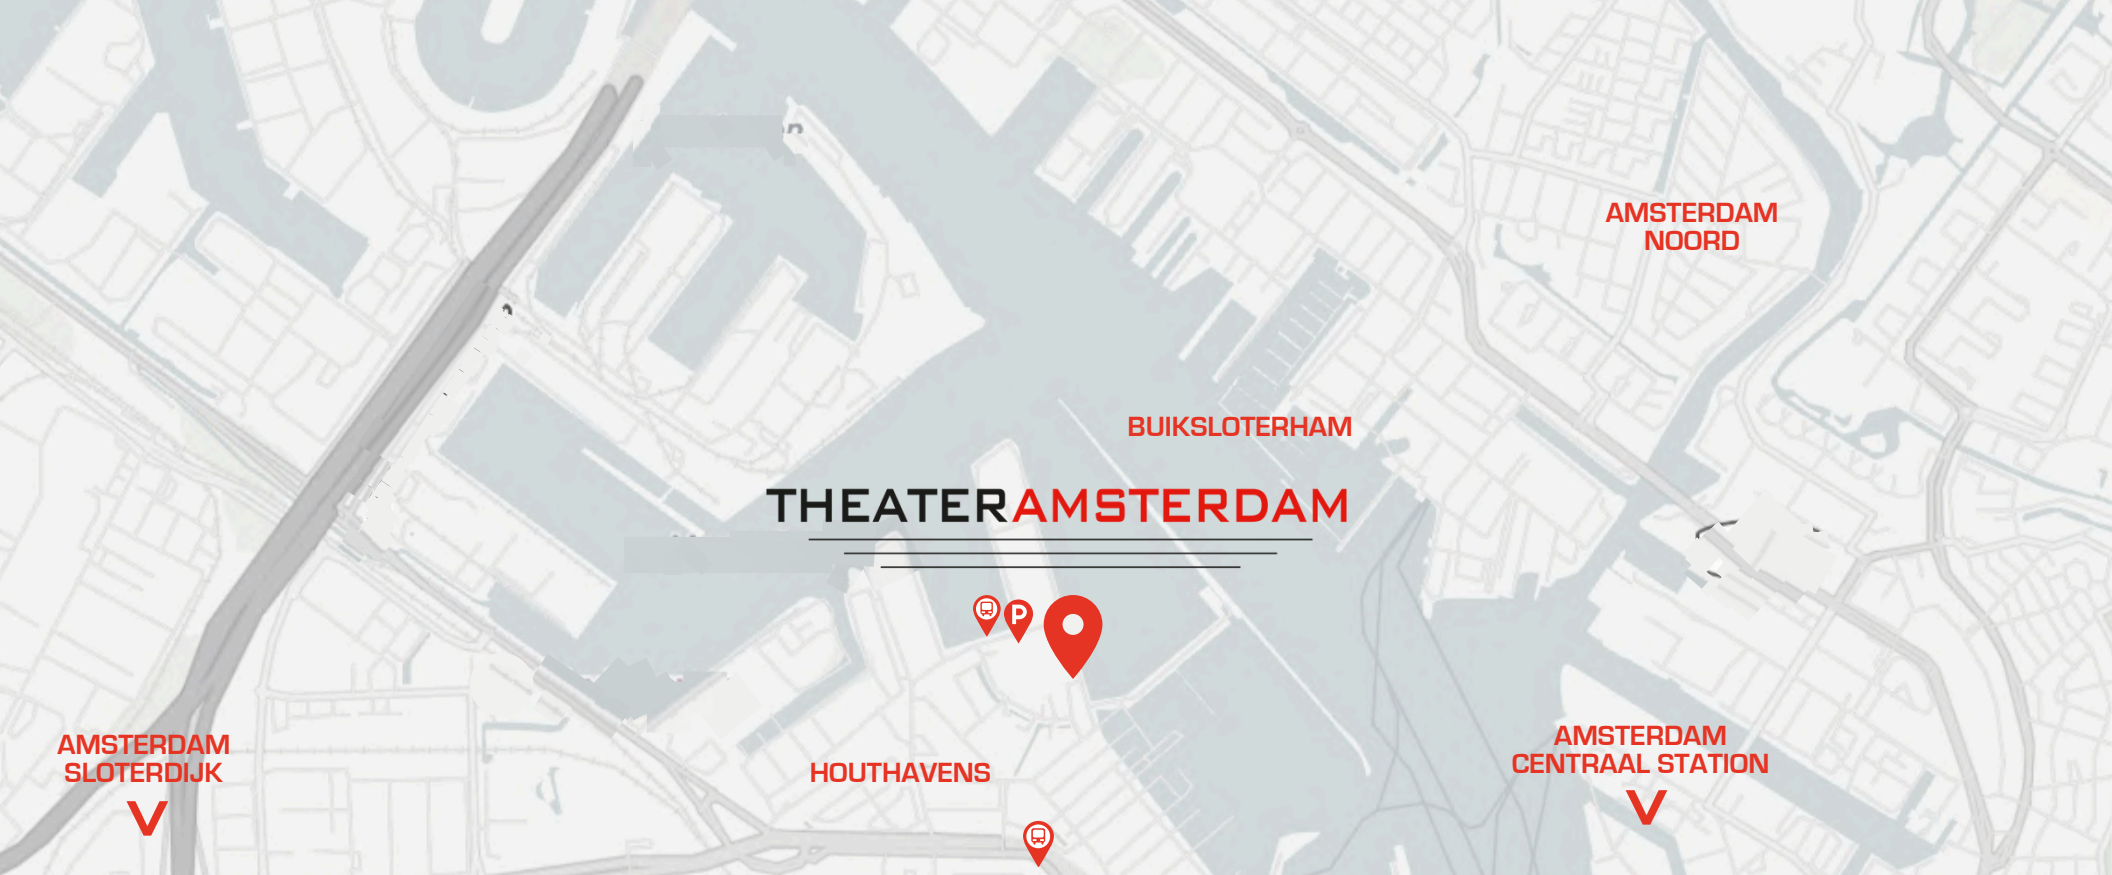 AMSTERDAM
NOORD
BUIKSLOTERHAM
THEATERAMSTERDAM
P
AMSTERDAM
SLOTERDIJK
HOUTHAVENS
AMSTERDAM
CENTRAAL STATION